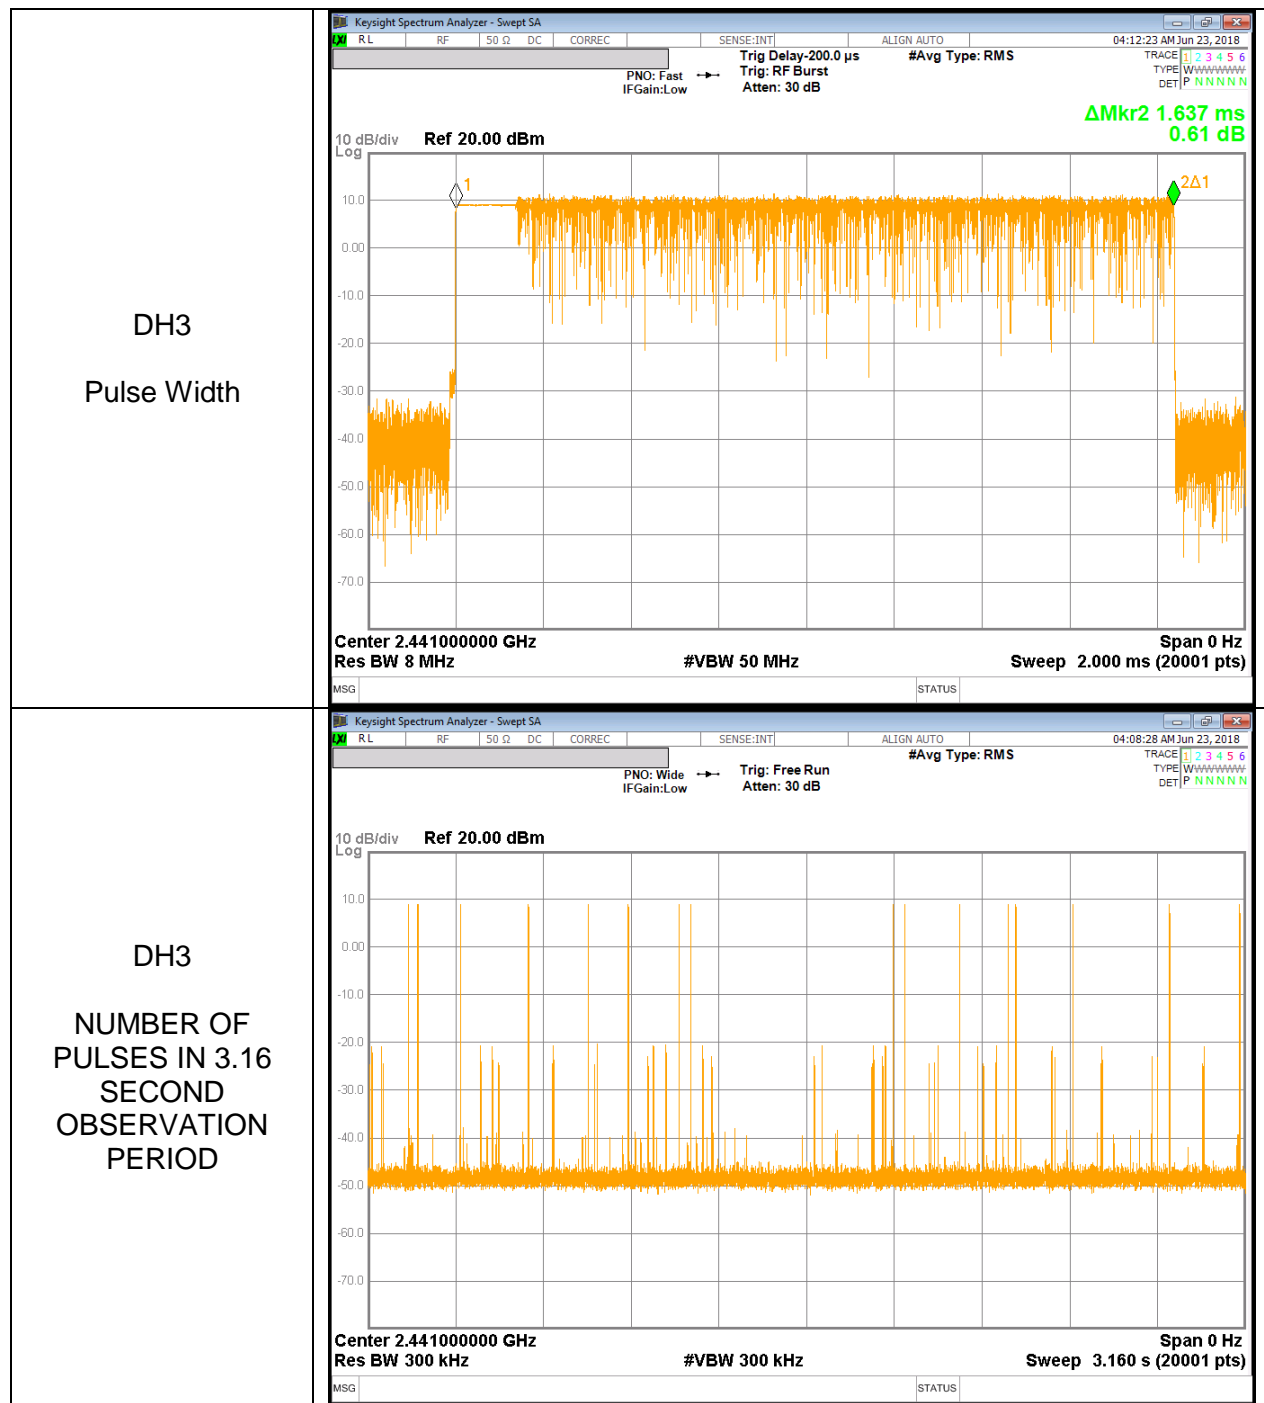 DH3
Pulse Width
Keysight Spectrum Analyzer - Swept SA
LXI RL RF 50 Ω DC CORREC SENSE:INT ALIGN AUTO 04:12:23 AM Jun 23, 2018
Trig Delay-200.0 µs #Avg Type: RMS TRACE 1 2 3 4 5 6
PNO: Fast Trig: RF Burst TYPE WWWWWWW
IFGain:Low Atten: 30 dB DET P N N N N N
ΔMkr2 1.637 ms
0.61 dB
10 dB/div Ref 20.00 dBm
Log
1
2Δ1
10.0
0.00
-10.0
-20.0
-30.0
-40.0
-50.0
-60.0
-70.0
Center 2.441000000 GHz Span 0 Hz
Res BW 8 MHz #VBW 50 MHz Sweep 2.000 ms (20001 pts)
MSG STATUS
DH3
NUMBER OF
PULSES IN 3.16
SECOND
OBSERVATION
PERIOD
Keysight Spectrum Analyzer - Swept SA
LXI RL RF 50 Ω DC CORREC SENSE:INT ALIGN AUTO 04:08:28 AM Jun 23, 2018
#Avg Type: RMS TRACE 1 2 3 4 5 6
PNO: Wide Trig: Free Run TYPE WWWWWWW
IFGain:Low Atten: 30 dB DET P N N N N N
10 dB/div Ref 20.00 dBm
Log
10.0
0.00
-10.0
-20.0
-30.0
-40.0
-50.0
-60.0
-70.0
Center 2.441000000 GHz Span 0 Hz
Res BW 300 kHz #VBW 300 kHz Sweep 3.160 s (20001 pts)
MSG STATUS